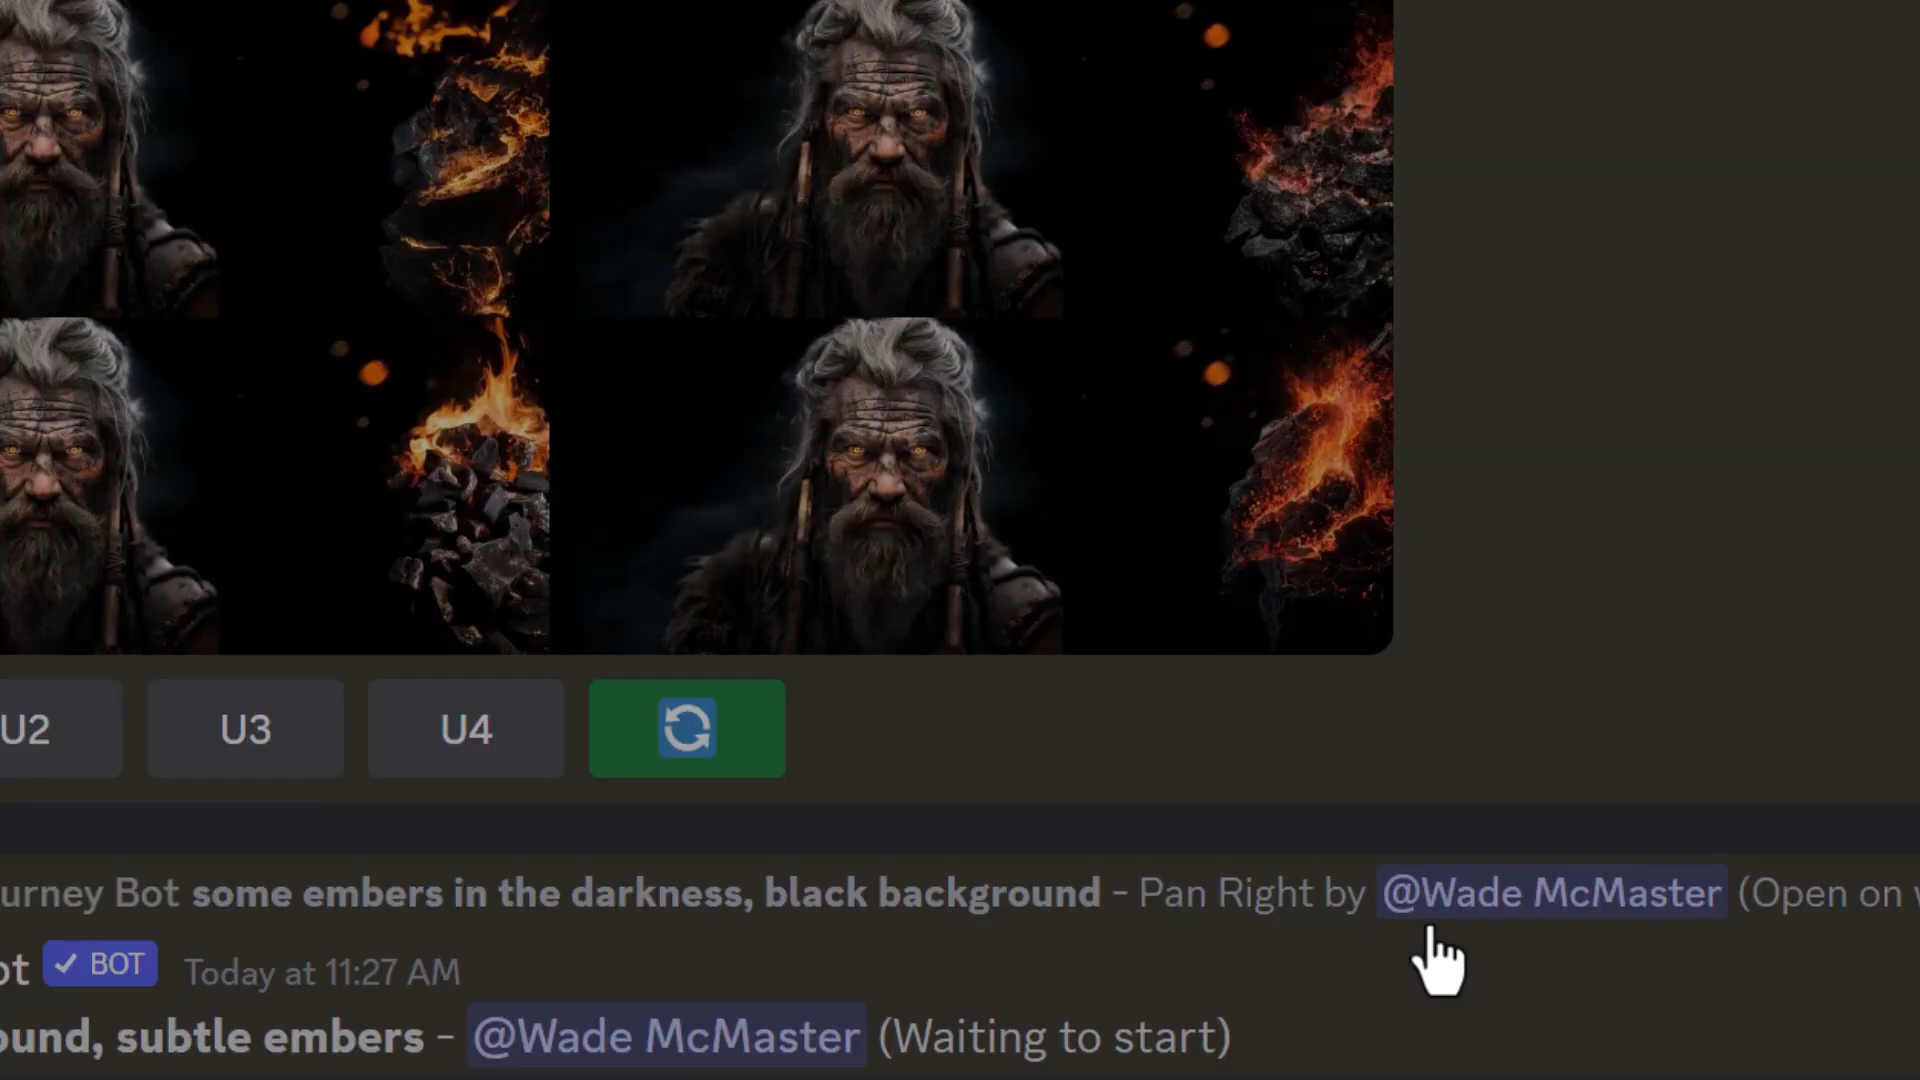 U2 U3 U4
urney Bot some embers in the darkness, black background - Pan Right by @Wade McMaster (Open on
ot ✓ BOT Today at 11:27 AM
ound, subtle embers - @Wade McMaster (Waiting to start)